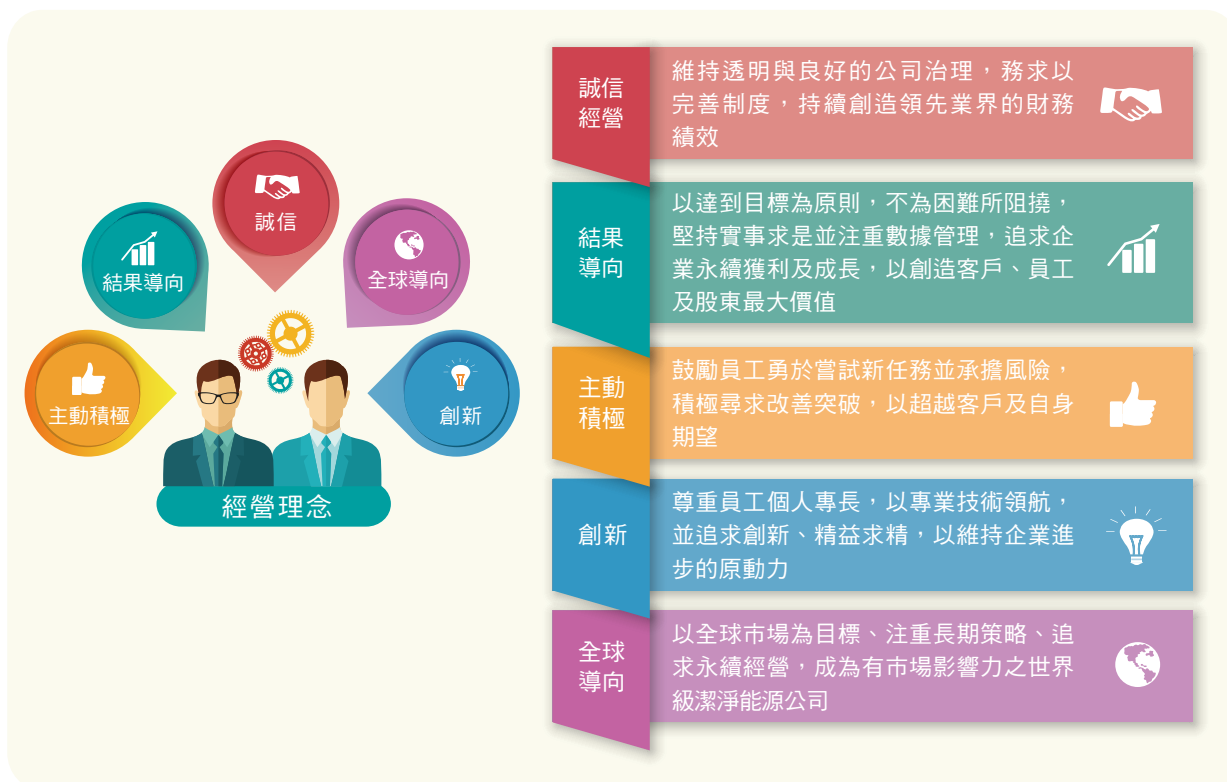 誠信
結果導向
全球導向
主動積極
創新
經營理念
誠信
經營
維持透明與良好的公司治理，務求以
完善制度，持續創造領先業界的財務
績效
結果
導向
以達到目標為原則，不為困難所阻撓，
堅持實事求是並注重數據管理，追求企
業永續獲利及成長，以創造客戶、員工
及股東最大價值
主動
積極
鼓勵員工勇於嘗試新任務並承擔風險，
積極尋求改善突破，以超越客戶及自身
期望
創新
尊重員工個人專長，以專業技術領航，
並追求創新、精益求精，以維持企業進
步的原動力
全球
導向
以全球市場為目標、注重長期策略、追
求永續經營，成為有市場影響力之世界
級潔淨能源公司